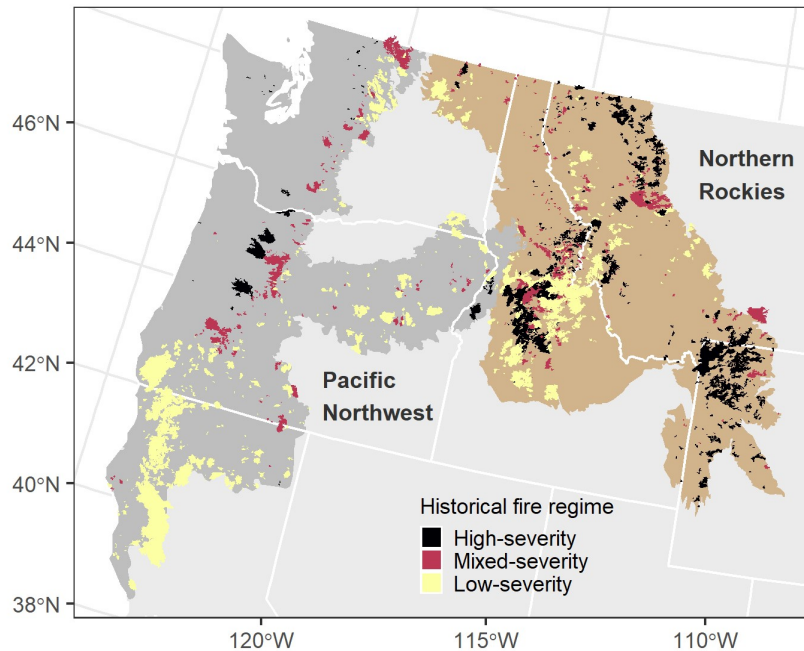 46°N
44°N
42°N
40°N
38°N
Northern
Rockies
Pacific
Northwest
Historical fire regime
High-severity
Mixed-severity
Low-severity
120°W
115°W
110°W